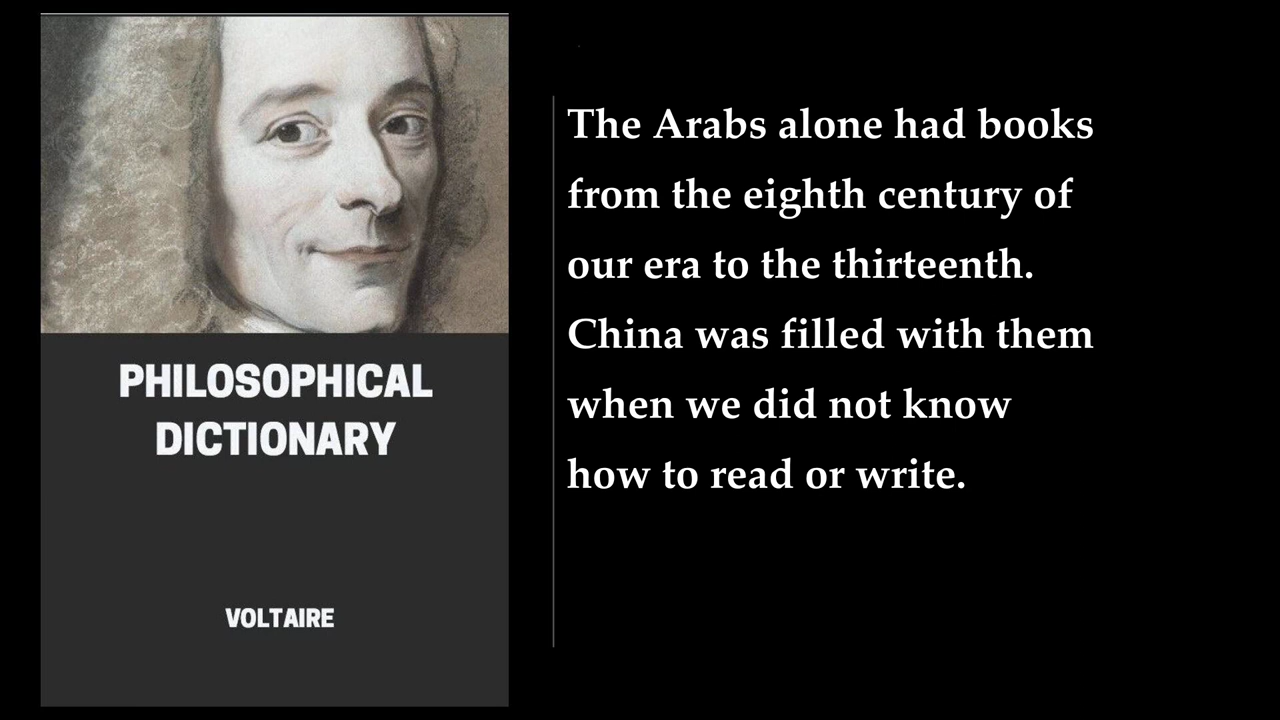 PHILOSOPHICAL
DICTIONARY
VOLTAIRE
The Arabs alone had books
from the eighth century of
our era to the thirteenth.
China was filled with them
when we did not know
how to read or write.